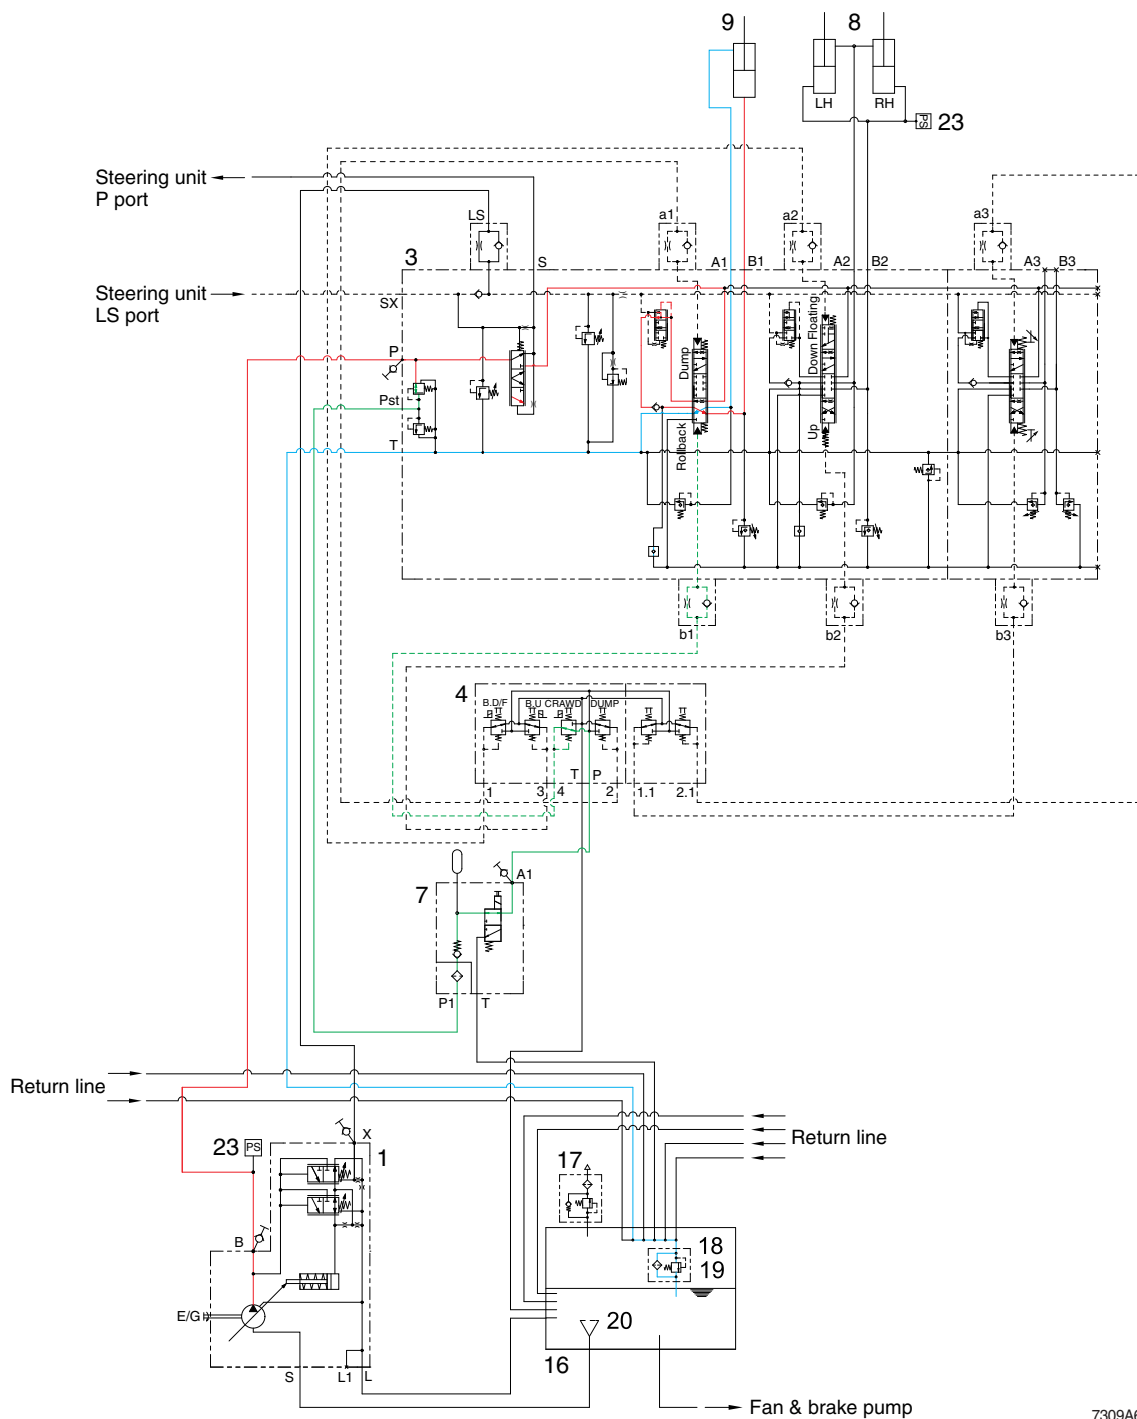 9
8
LH
RH
PS
23
Steering unit
P port
LS
a1
a2
a3
3
S
A1
B1
A2
B2
A3
B3
Steering unit
LS port
SX
Dump
Down Floating
P
Pst
T
Rollback
Up
b1
b2
b3
4
B.D/F
B.U
CRAWD
DUMP
T
P
1
3
4
2
1.1
2.1
7
A1
P1
T
Return line
X
23
PS
1
Return line
17
B
18
19
E/G
20
16
S
L1
L
Fan & brake pump
7309A6